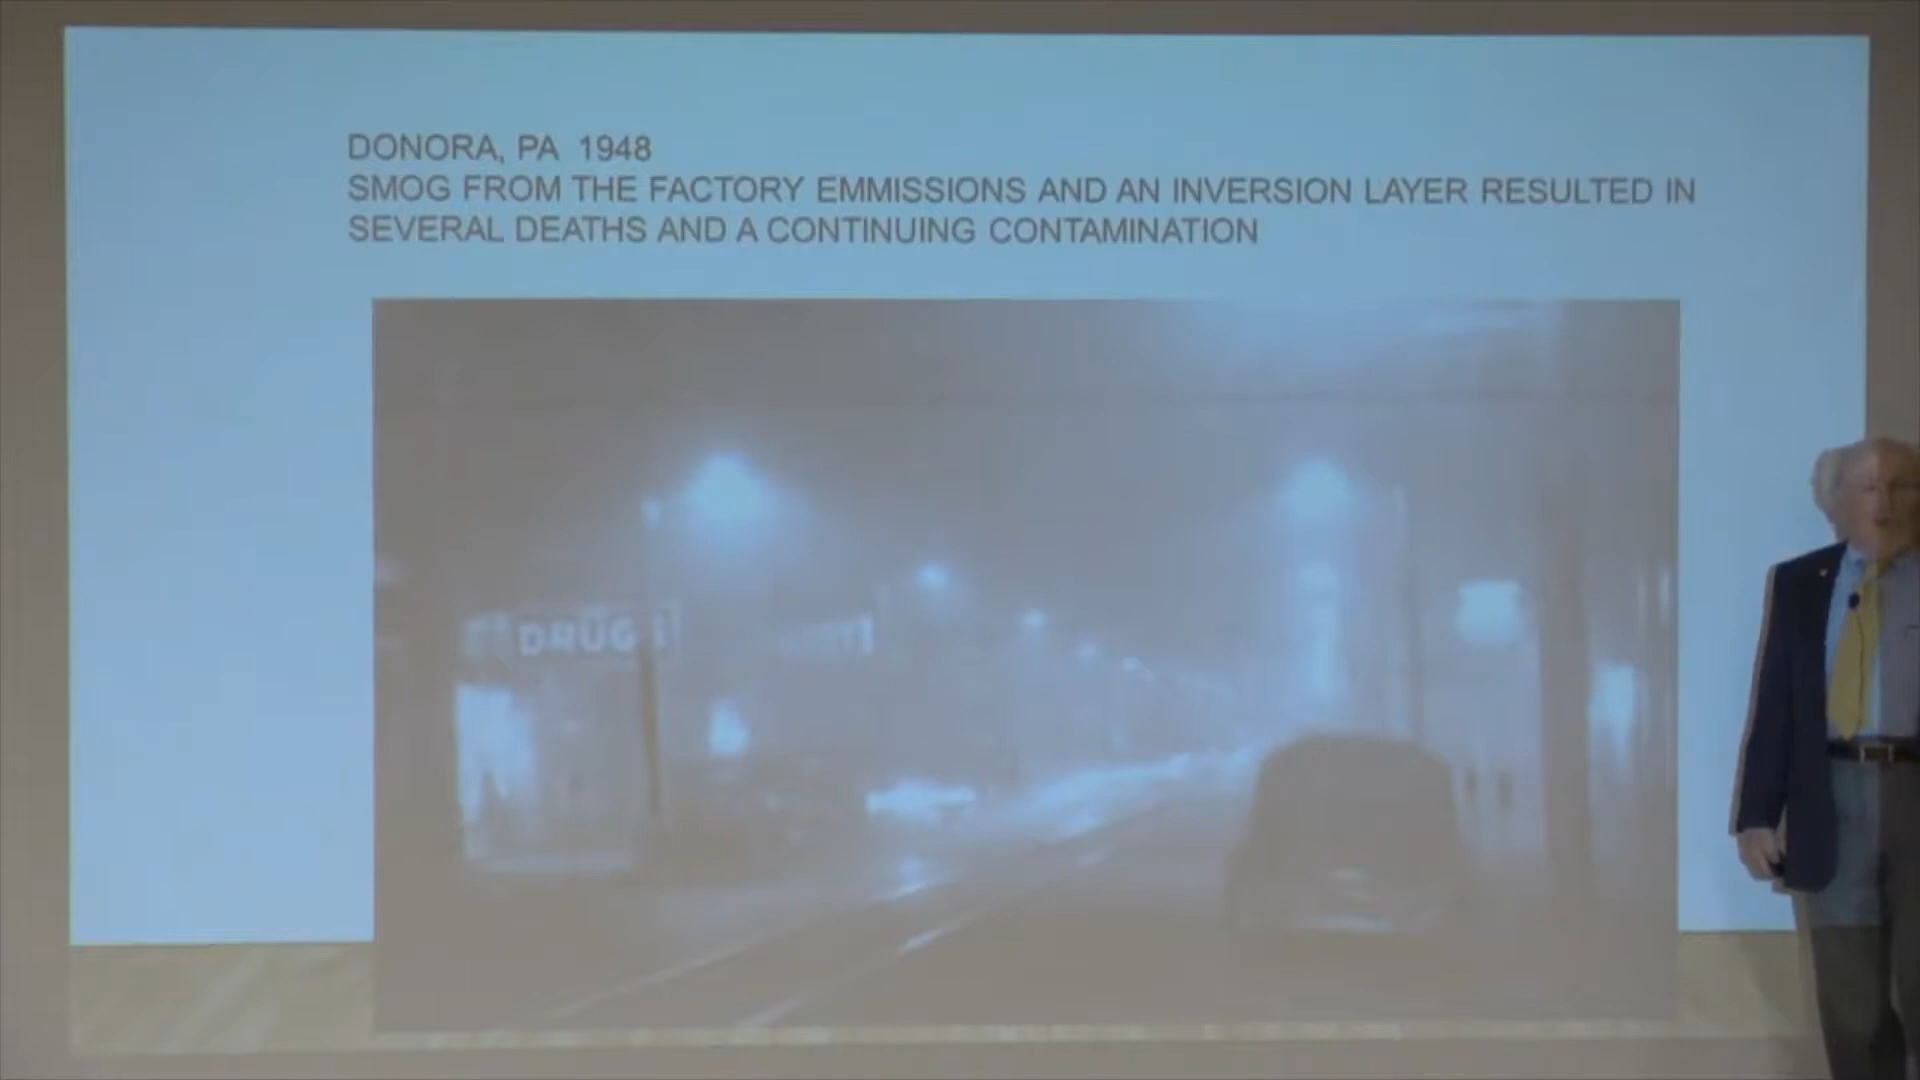 DONORA, PA 1948
SMOG FROM THE FACTORY EMMISSIONS AND AN INVERSION LAYER RESULTED IN
SEVERAL DEATHS AND A CONTINUING CONTAMINATION
DRUGS